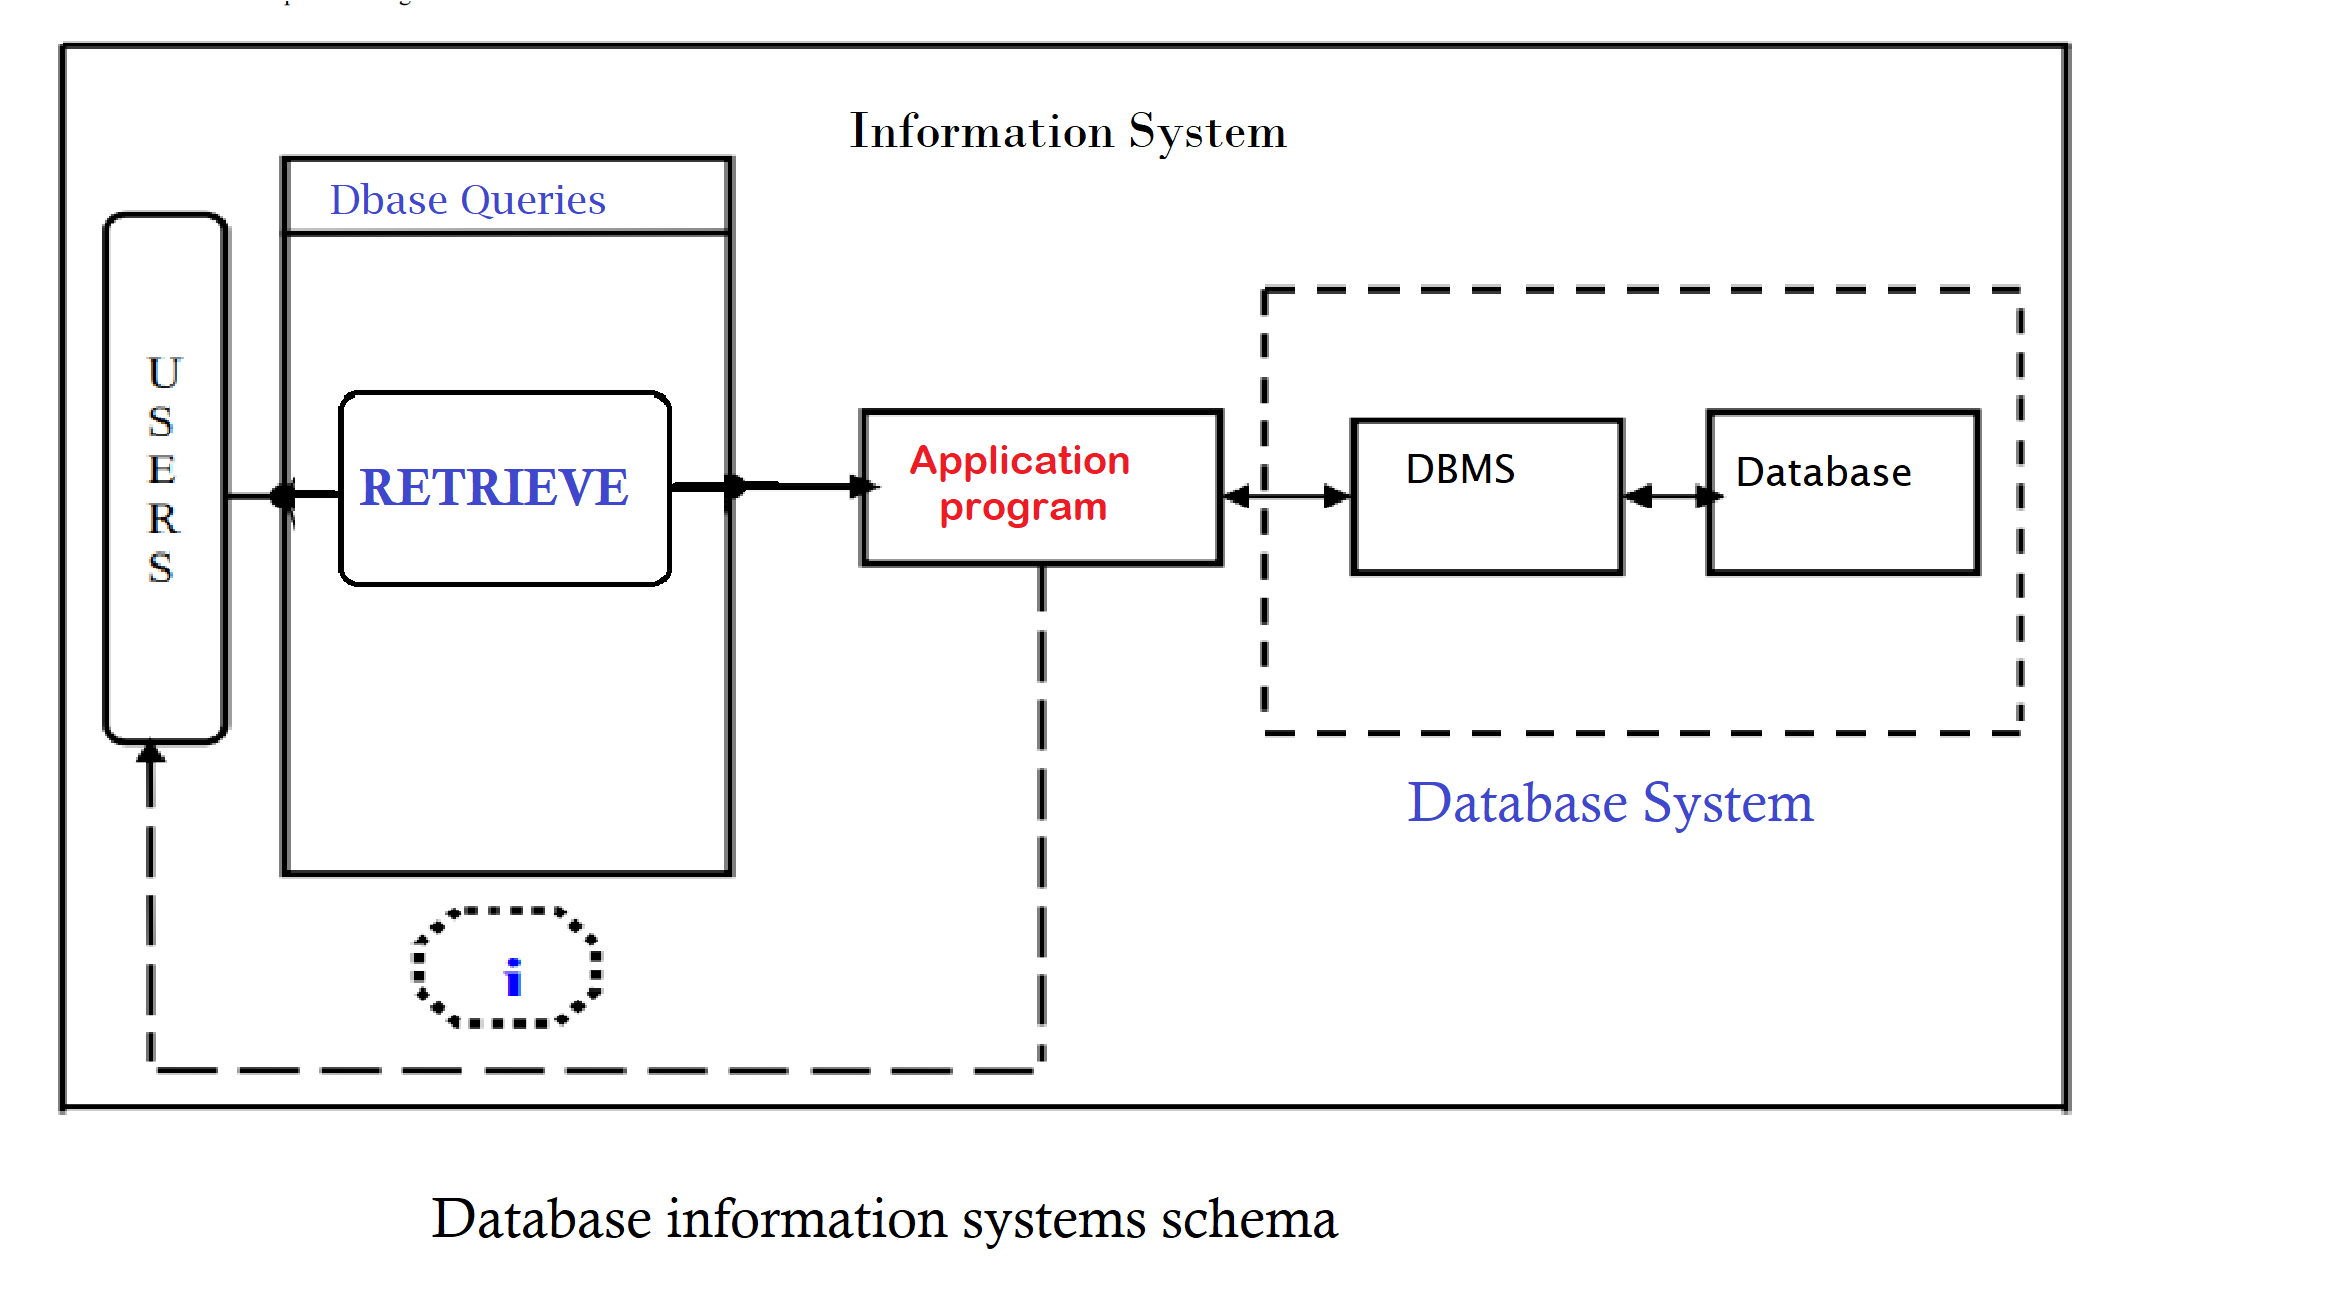 Information System
Dbase Queries
U
S
E
R
S
RETRIEVE
Application
program
DBMS
Database
Database System
i
Database information systems schema